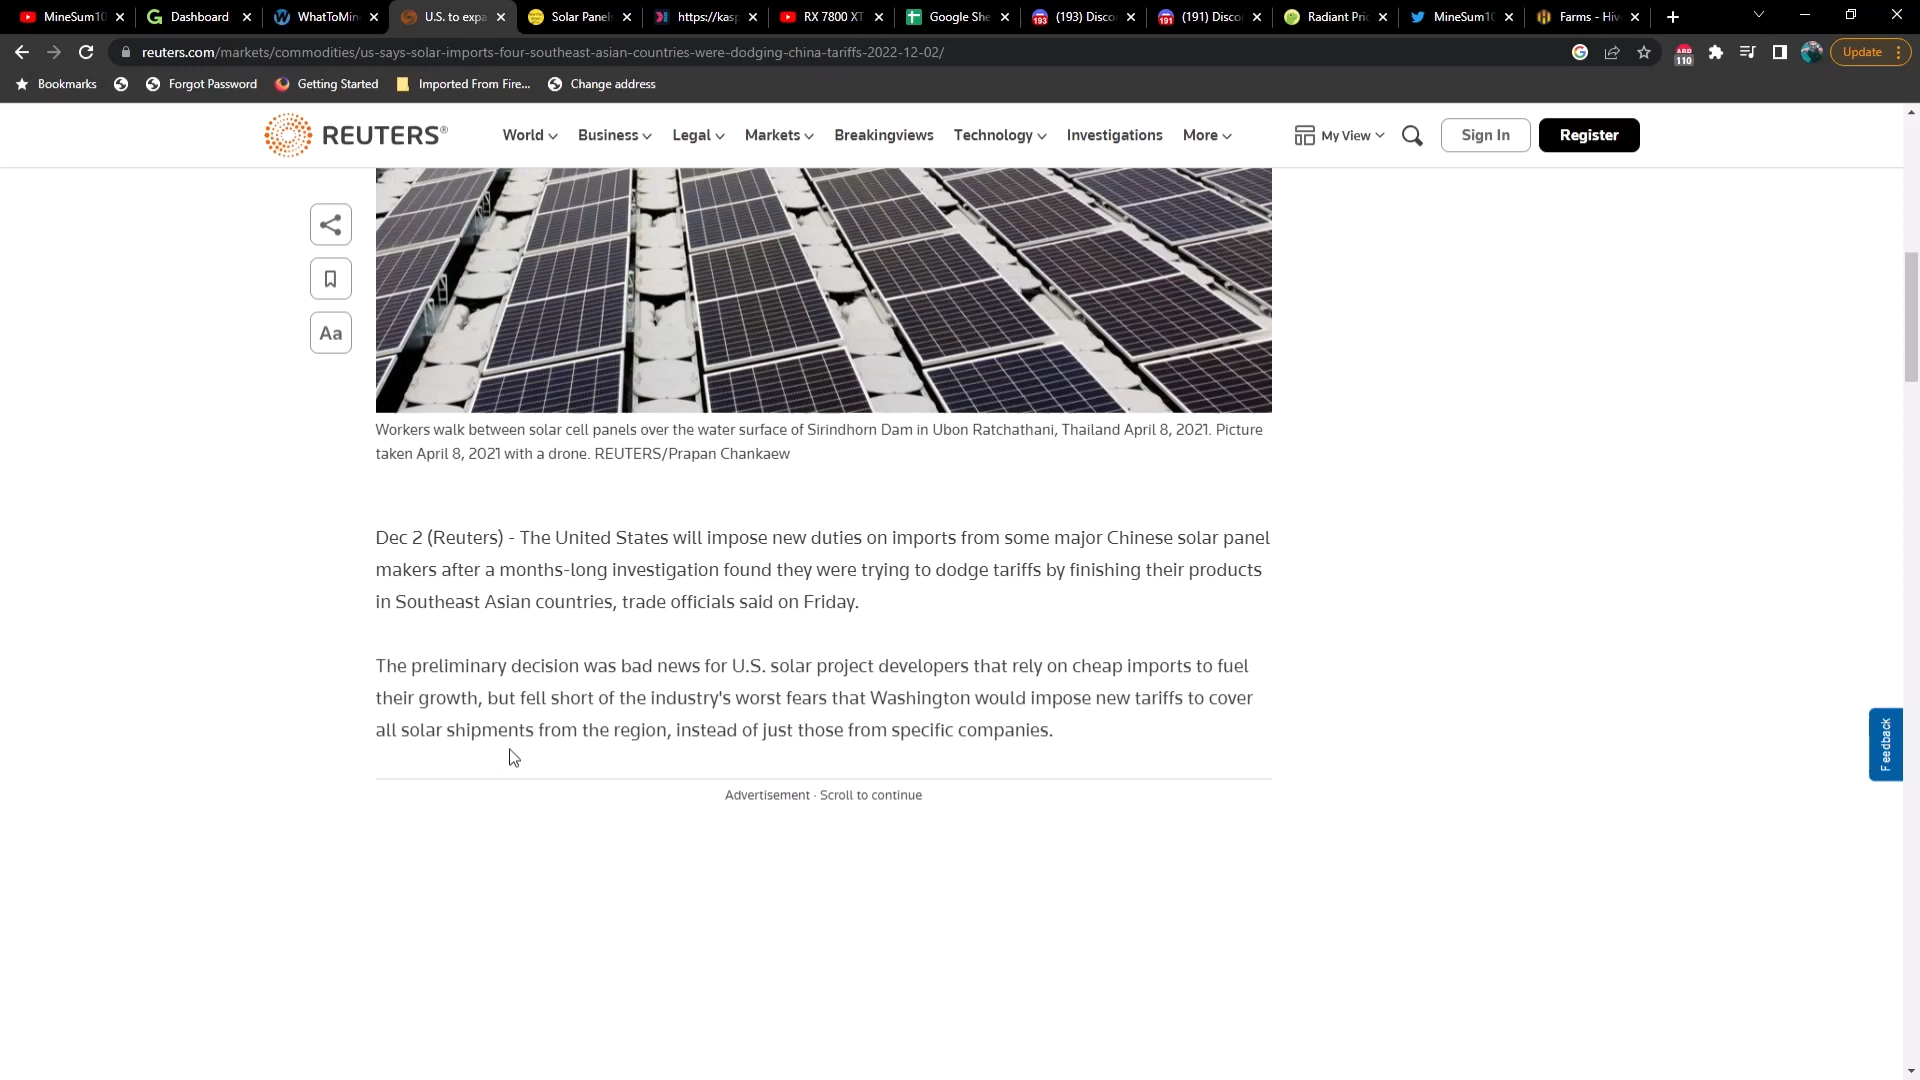 MineSum10
Dashboard
WhatToMin
U.S. to expa
Solar Panel
https://kasp
RX 7800 XT
Google She
(193) Discor
(191) Discor
Radiant Pri
MineSum10
Farms - Hiv
reuters.com/markets/commodities/us-says-solar-imports-four-southeast-asian-countries-were-dodging-china-tariffs-2022-12-02/
ABP
110
Update
Bookmarks
Forgot Password
Getting Started
Imported From Fire...
Change address
REUTERS®
World
Business
Legal
Markets
Breakingviews
Technology
Investigations
More
My View
Sign In
Register
Aa
Workers walk between solar cell panels over the water surface of Sirindhorn Dam in Ubon Ratchathani, Thailand April 8, 2021. Picture
taken April 8, 2021 with a drone. REUTERS/Prapan Chankaew
Dec 2 (Reuters) - The United States will impose new duties on imports from some major Chinese solar panel
makers after a months-long investigation found they were trying to dodge tariffs by finishing their products
in Southeast Asian countries, trade officials said on Friday.
The preliminary decision was bad news for U.S. solar project developers that rely on cheap imports to fuel
their growth, but fell short of the industry's worst fears that Washington would impose new tariffs to cover
all solar shipments from the region, instead of just those from specific companies.
Feedback
Advertisement · Scroll to continue